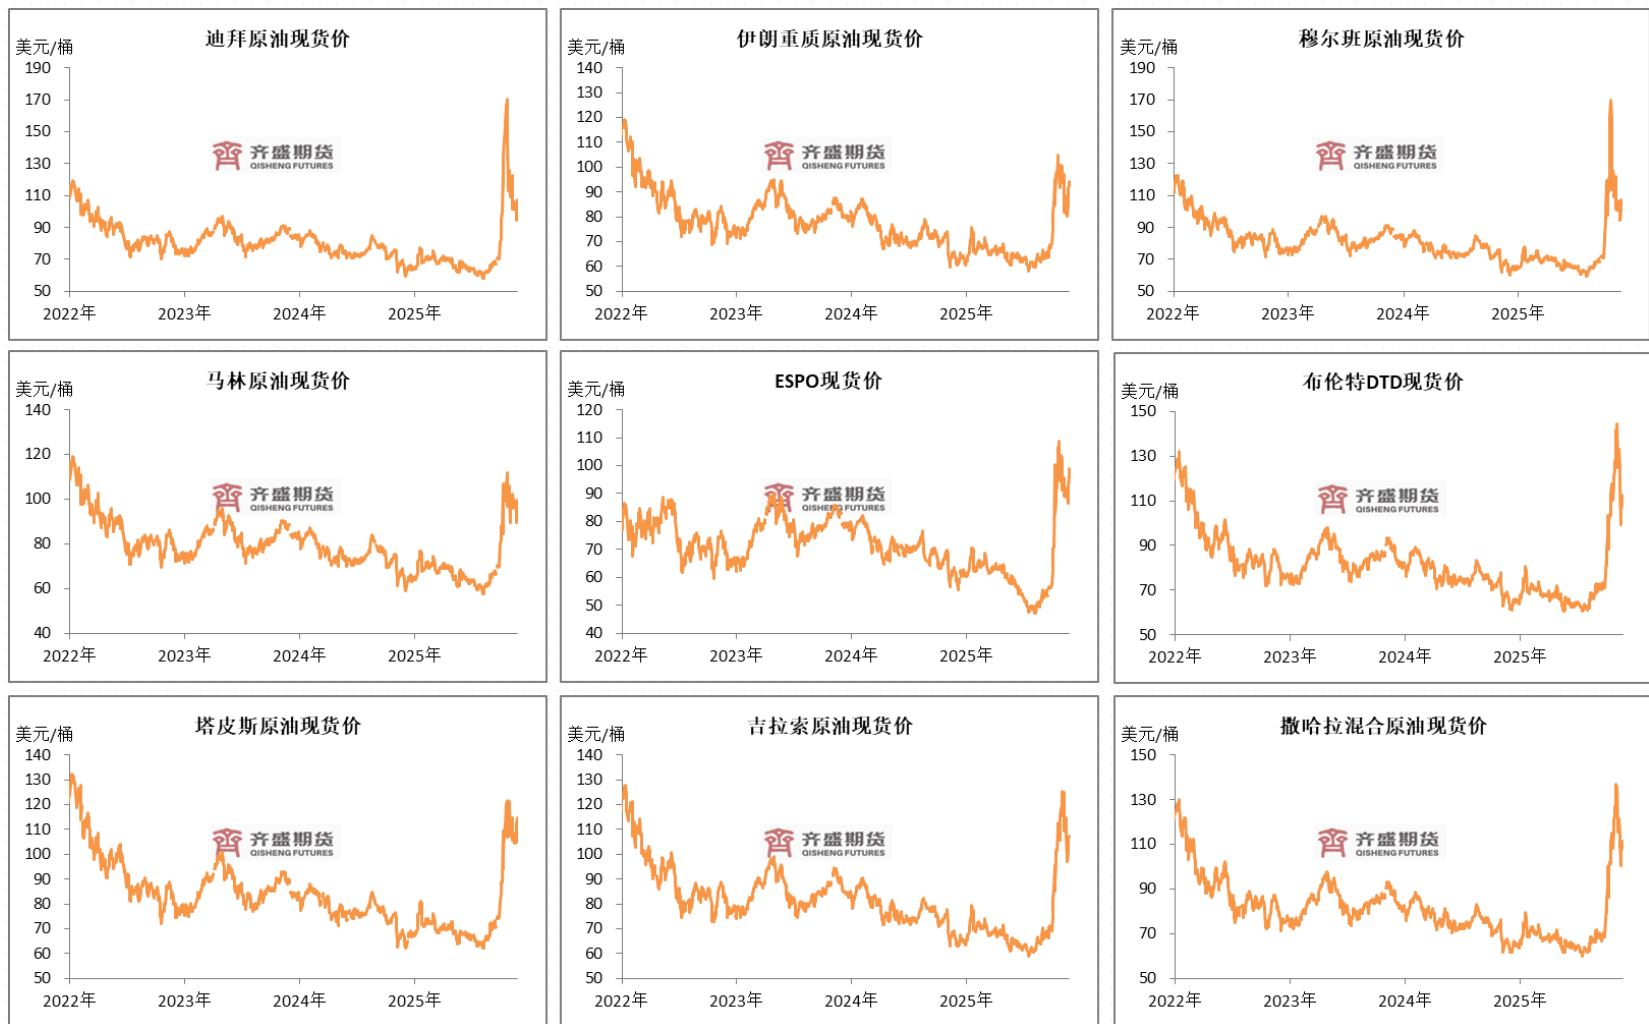 迪拜原油现货价
美元/桶
190
170
150
130
110
90
70
50
2022年 2023年 2024年 2025年
齐盛期货
QISHENG FUTURES
伊朗重质原油现货价
美元/桶
140
130
120
110
100
90
80
70
60
50
2022年 2023年 2024年 2025年
齐盛期货
QISHENG FUTURES
穆尔班原油现货价
美元/桶
190
170
150
130
110
90
70
50
2022年 2023年 2024年 2025年
齐盛期货
QISHENG FUTURES
马林原油现货价
美元/桶
140
120
100
80
60
40
2022年 2023年 2024年 2025年
齐盛期货
QISHENG FUTURES
ESPO现货价
美元/桶
120
110
100
90
80
70
60
50
40
2022年 2023年 2024年 2025年
齐盛期货
QISHENG FUTURES
布伦特DTD现货价
美元/桶
150
130
110
90
70
50
2022年 2023年 2024年 2025年
齐盛期货
QISHENG FUTURES
塔皮斯原油现货价
美元/桶
140
130
120
110
100
90
80
70
60
50
2022年 2023年 2024年 2025年
齐盛期货
QISHENG FUTURES
吉拉索原油现货价
美元/桶
140
130
120
110
100
90
80
70
60
50
2022年 2023年 2024年 2025年
齐盛期货
QISHENG FUTURES
撒哈拉混合原油现货价
美元/桶
150
130
110
90
70
50
2022年 2023年 2024年 2025年
齐盛期货
QISHENG FUTURES